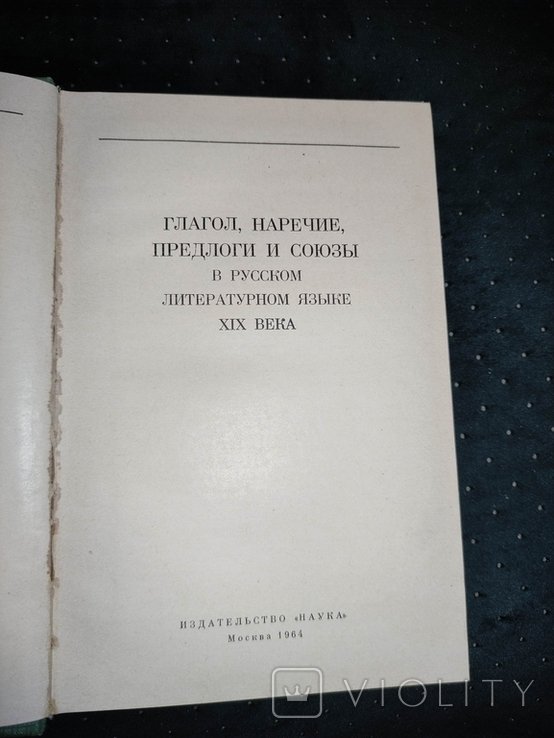 ГЛАГОЛ, НАРЕЧИЕ,
ПРЕДЛОГИ И СОЮЗЫ
В РУССКОМ
ЛИТЕРАТУРНОМ ЯЗЫКЕ
XIX ВЕКА
ИЗДАТЕЛЬСТВО «НАУКА»
Москва 1964
VIOLITY